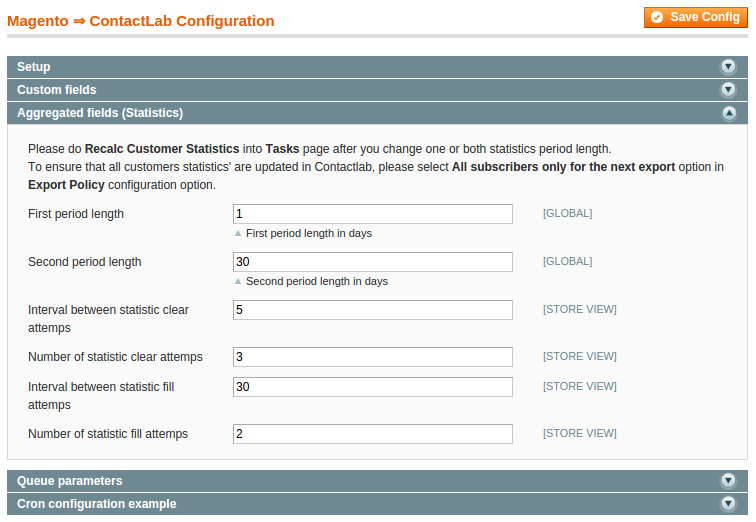 Magento ⇒ ContactLab Configuration
Save Config
Setup
Custom fields
Aggregated fields (Statistics)
Please do Recalc Customer Statistics into Tasks page after you change one or both statistics period length.
To ensure that all customers statistics' are updated in Contactlab, please select All subscribers only for the next export option in
Export Policy configuration option.
First period length 1 [GLOBAL]
First period length in days
Second period length 30 [GLOBAL]
Second period length in days
Interval between statistic clear 5 [STORE VIEW]
attemps
Number of statistic clear attemps 3 [STORE VIEW]
Interval between statistic fill 30 [STORE VIEW]
attemps
Number of statistic fill attemps 2 [STORE VIEW]
Queue parameters
Cron configuration example